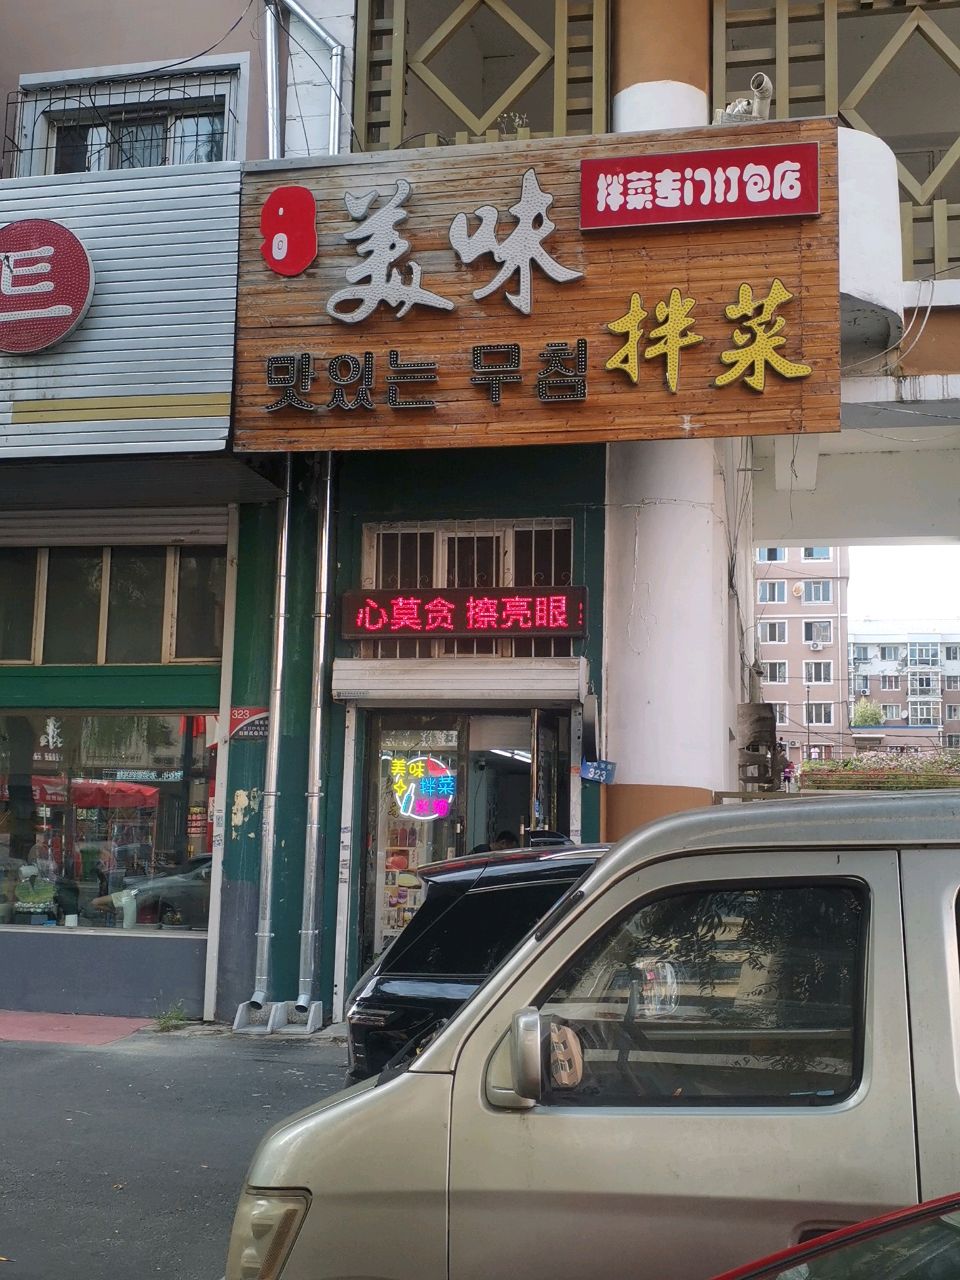 美味
拌菜专门打包店
拌菜
맛있는 무침
心莫贪 擦亮眼
323
美味
拌菜
323